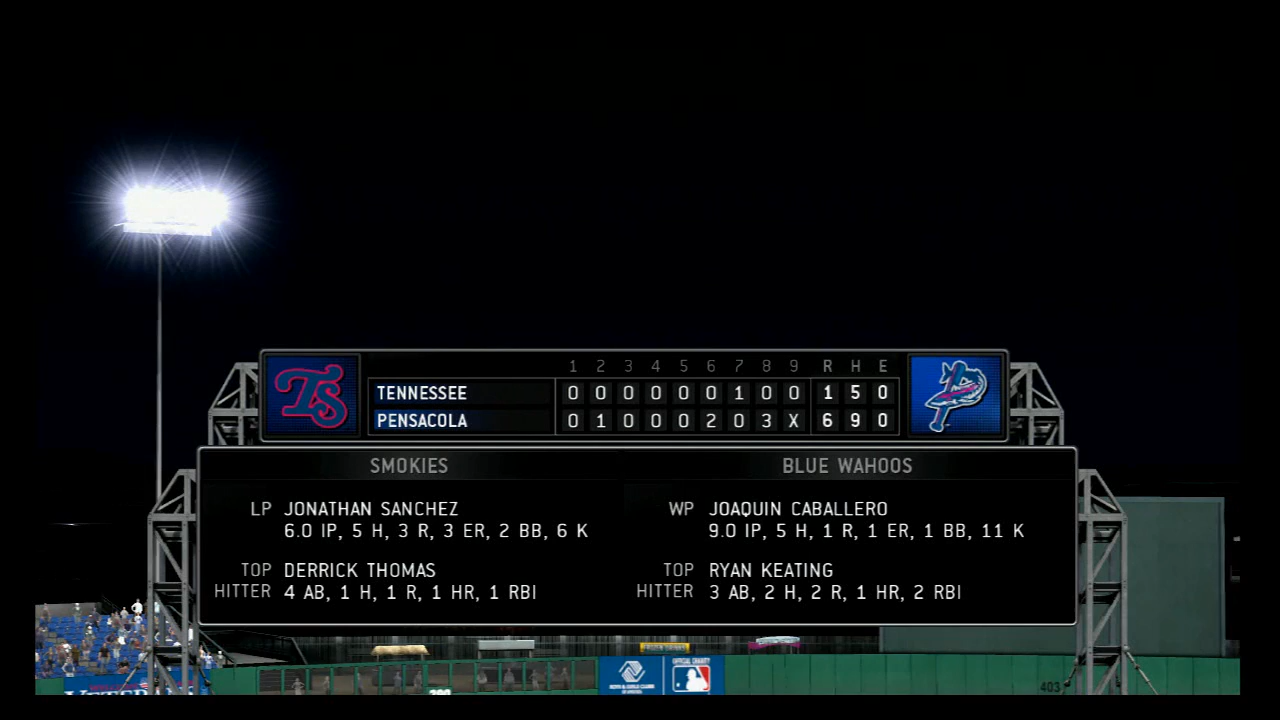 1 2 3 4 5 6 7 8 9 R H E
TS
TENNESSEE 0 0 0 0 0 0 1 0 0 1 5 0
PENSACOLA 0 1 0 0 0 2 0 3 X 6 9 0
SMOKIES BLUE WAHOOS
LP JONATHAN SANCHEZ
6.0 IP, 5 H, 3 R, 3 ER, 2 BB, 6 K
WP JOAQUIN CABALLERO
9.0 IP, 5 H, 1 R, 1 ER, 1 BB, 11 K
TOP DERRICK THOMAS
HITTER 4 AB, 1 H, 1 R, 1 HR, 1 RBI
TOP RYAN KEATING
HITTER 3 AB, 2 H, 2 R, 1 HR, 2 RBI
OFFICIAL CHARITY
403